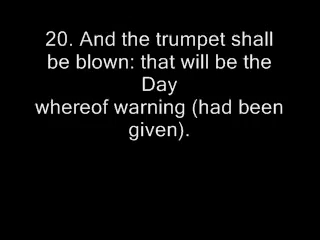 20. And the trumpet shall
be blown: that will be the
Day
whereof warning (had been
given).